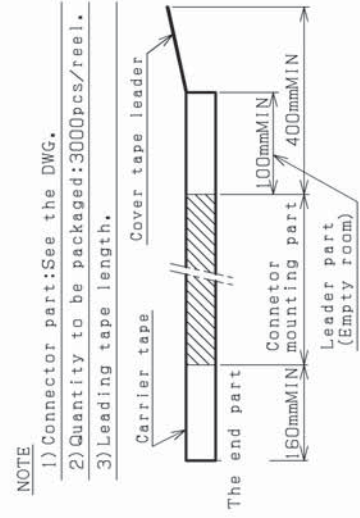 NOTE
1)Connector part:See the DWG.
2)Quantity to be packaged:3000pcs/reel.
3)Leading tape length.
Carrier tape
Cover tape leader
The end part
160mmMIN
Connetor
mounting part
100mmMIN
400mmMIN
Leader part
(Empty room)